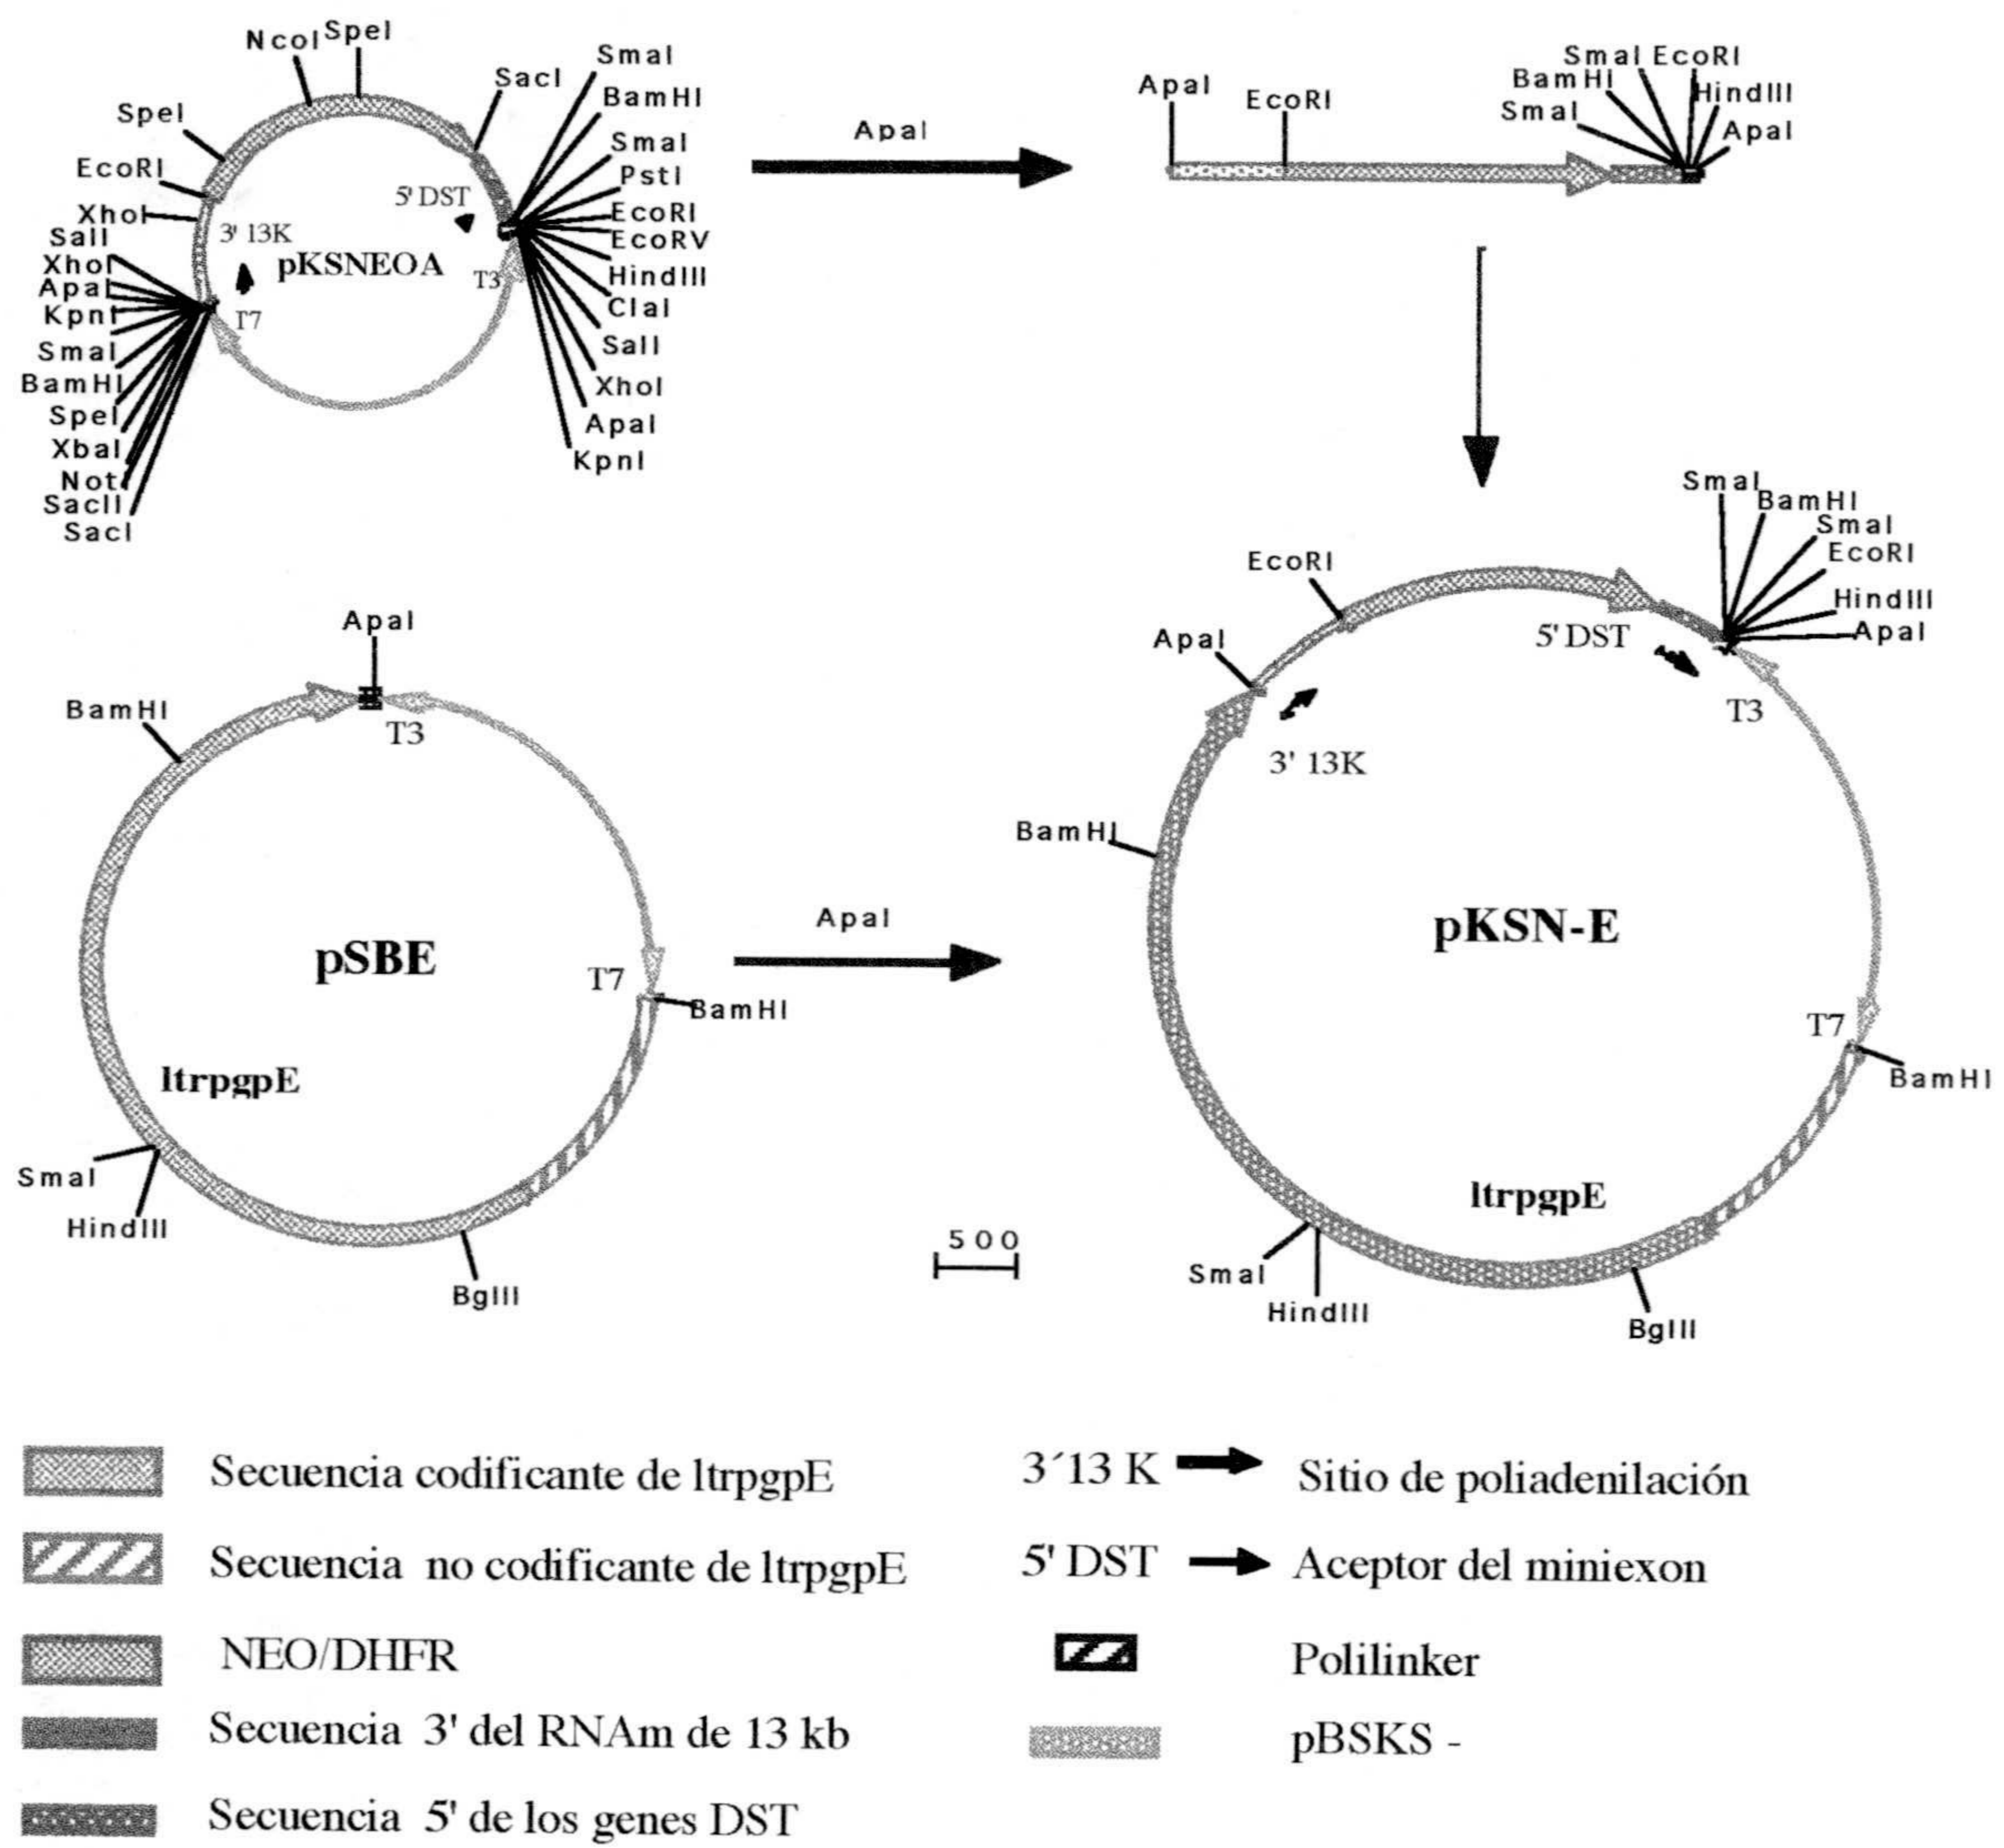 NcoI
SpeI
SpeI
EcoRI
XhoI
SalI
XhoI
ApaI
KpnI
SmaI
BamHI
SpeI
XbaI
NotI
SacII
SacI
SacI
SmaI
BamHI
SmaI
PstI
EcoRI
EcoRV
HindIII
ClaI
SalI
XhoI
ApaI
KpnI
5' DST
3' 13K
pKSNEOA
T3
T7
ApaI
ApaI
EcoRI
SmaI
BamHI
SmaI
EcoRI
HindIII
ApaI
ApaI
BamHI
T3
pSBE
T7
BamHI
ltrpgpE
SmaI
HindIII
BglII
ApaI
500
SmaI
BamHI
SmaI
EcoRI
HindIII
ApaI
EcoRI
ApaI
5' DST
T3
3' 13K
BamHI
pKSN-E
T7
BamHI
ltrpgpE
SmaI
HindIII
BglII
Secuencia codificante de ltrpgpE
Secuencia no codificante de ltrpgpE
NEO/DHFR
Secuencia 3' del RNAm de 13 kb
Secuencia 5' de los genes DST
3´13 K Sitio de poliadenilación
5' DST Aceptor del miniexon
Polilinker
pBSKS -